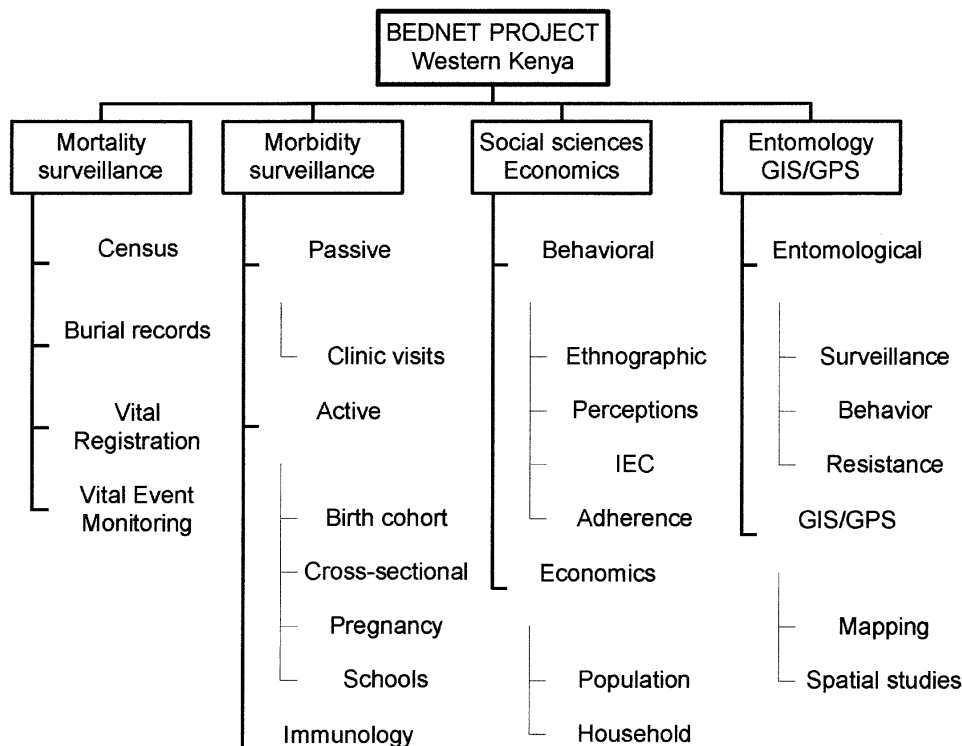 BEDNET PROJECT
Western Kenya
Mortality
surveillance
Census
Burial records
Vital
Registration
Vital Event
Monitoring
Morbidity
surveillance
Passive
Clinic visits
Active
Birth cohort
Cross-sectional
Pregnancy
Schools
Immunology
Social sciences
Economics
Behavioral
Ethnographic
Perceptions
IEC
Adherence
Economics
Population
Household
Entomology
GIS/GPS
Entomological
Surveillance
Behavior
Resistance
GIS/GPS
Mapping
Spatial studies